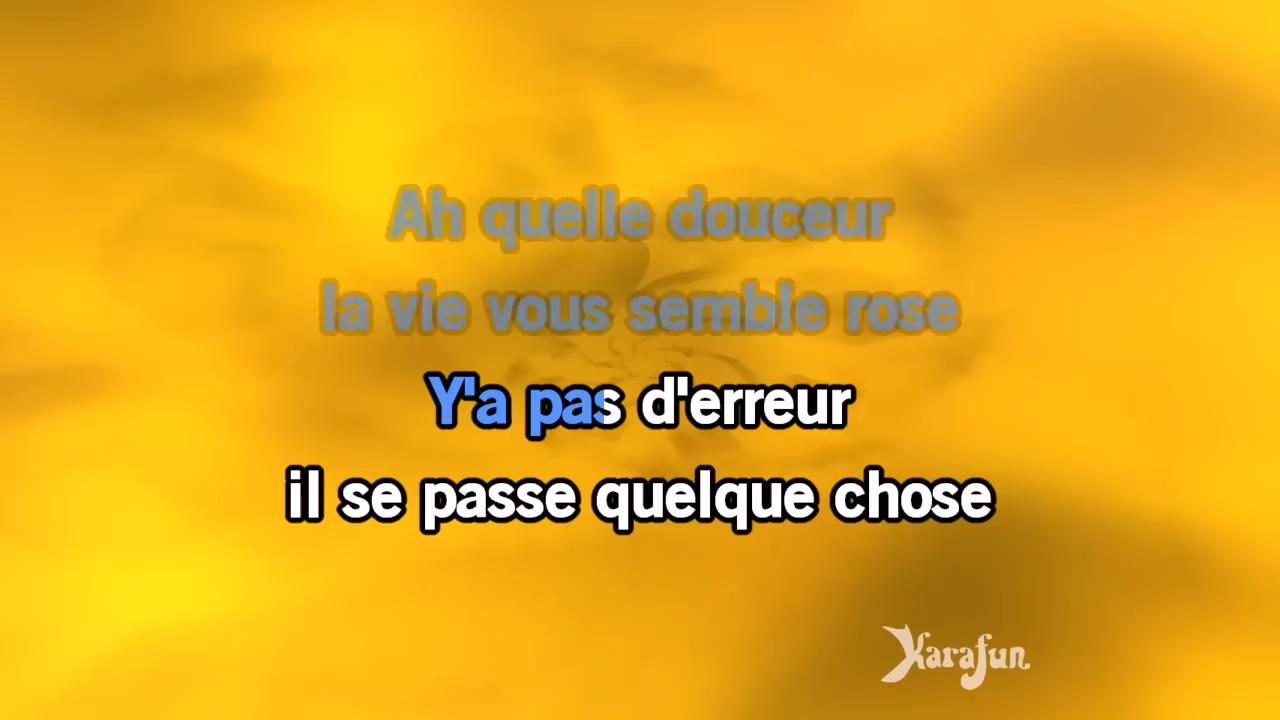 Ah quelle douceur
la vie vous semble rose
Y'a pas d'erreur
il se passe quelque chose
Karafun